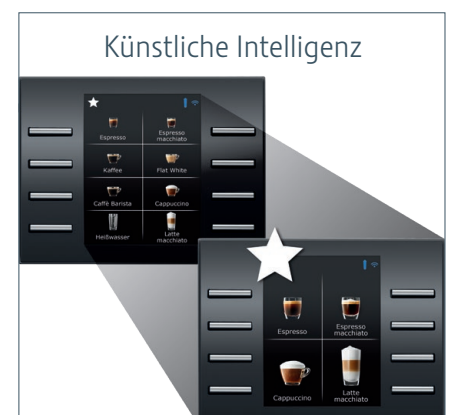 Künstliche Intelligenz
Espresso
Espresso
macchiato
Kaffee
Flat White
Caffè Barista
Cappuccino
Heißwasser
Latte
macchiato
Espresso
Espresso
macchiato
Cappuccino
Latte
macchiato